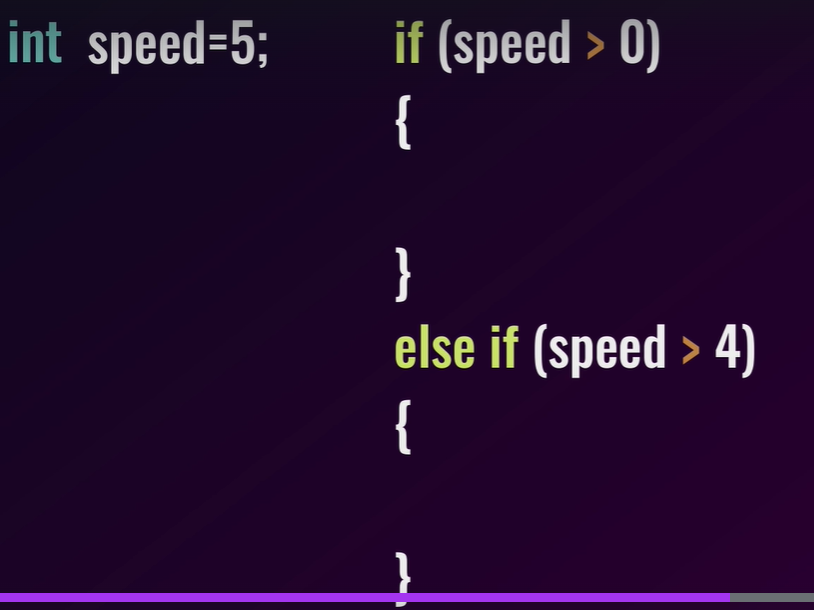 int speed=5;
if (speed > 0)
{
}
else if (speed > 4)
{
}